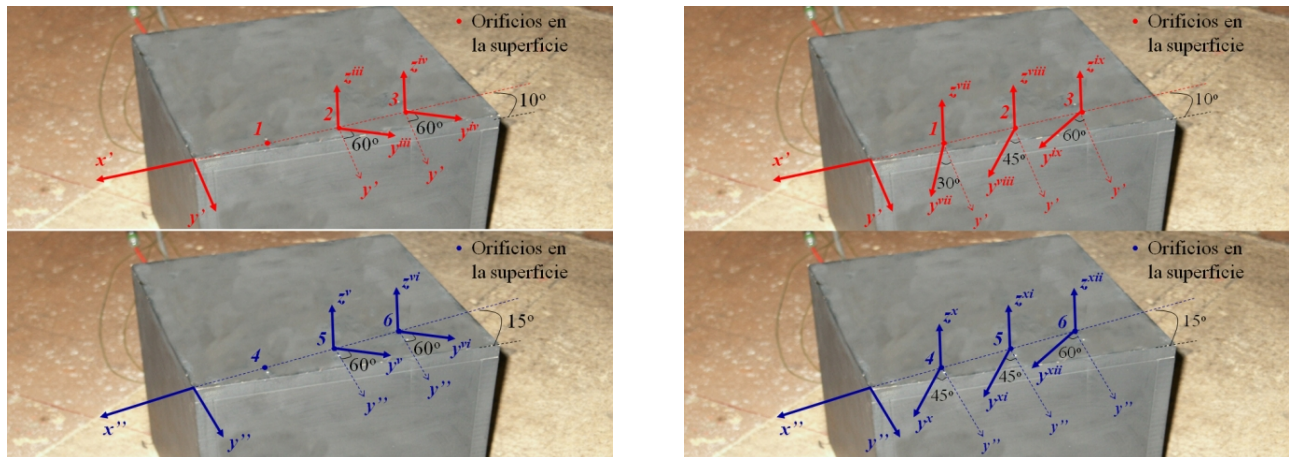 Orificios en
la superficie
z^iii
z^iv
3
2
1
10º
60º
60º
y^iv
y^iii
x'
y'
y'
y'
Orificios en
la superficie
z^vii
z^viii
z^ix
3
2
1
10º
60º
45º
30º
y^ix
y^viii
y^vii
x'
y'
y'
y'
y'
Orificios en
la superficie
z^v
z^vi
6
5
4
15º
60º
60º
y^vi
y^v
x''
y''
y''
y''
Orificios en
la superficie
z^x
z^xi
z^xii
6
5
4
15º
60º
45º
45º
y^xii
y^xi
y^x
x''
y''
y''
y''
y''